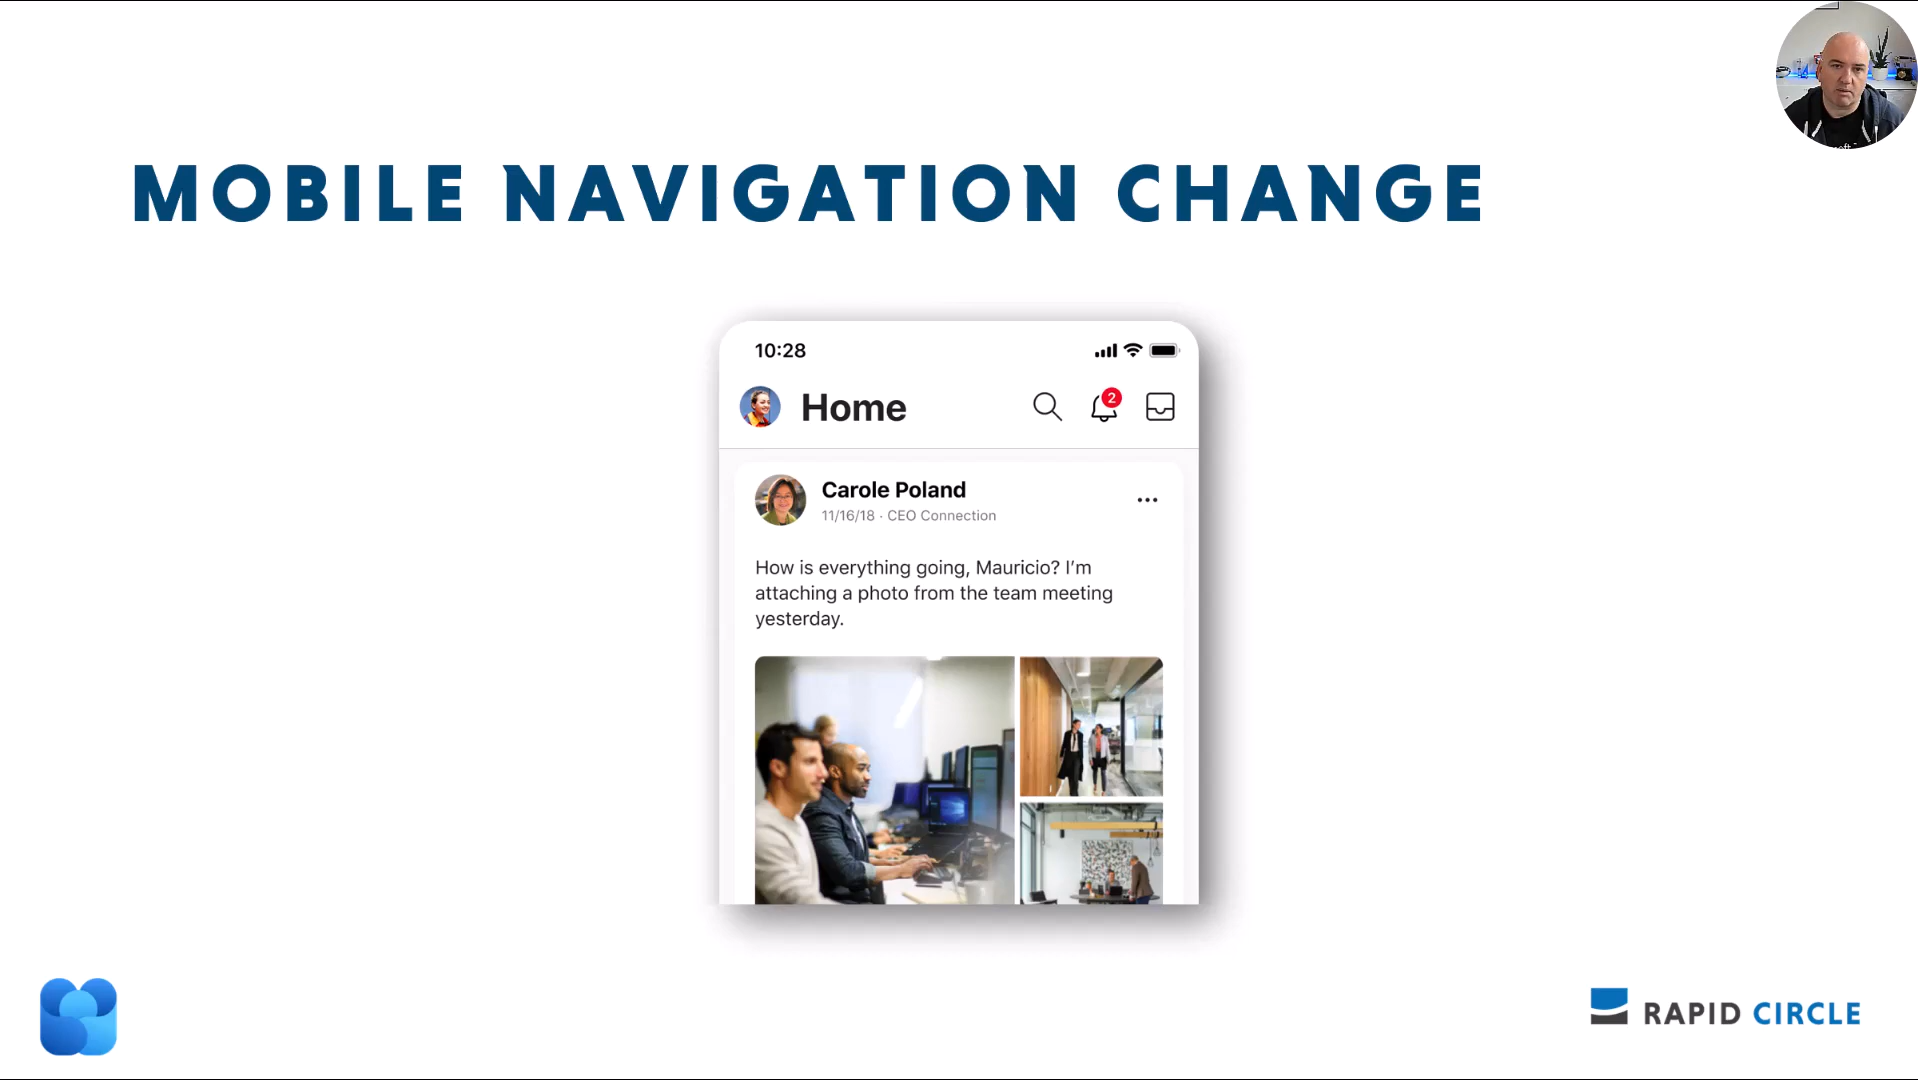 MOBILE NAVIGATION CHANGE
10:28
Home
2
Carole Poland
11/16/18 · CEO Connection
How is everything going, Mauricio? I’m
attaching a photo from the team meeting
yesterday.
RAPID CIRCLE